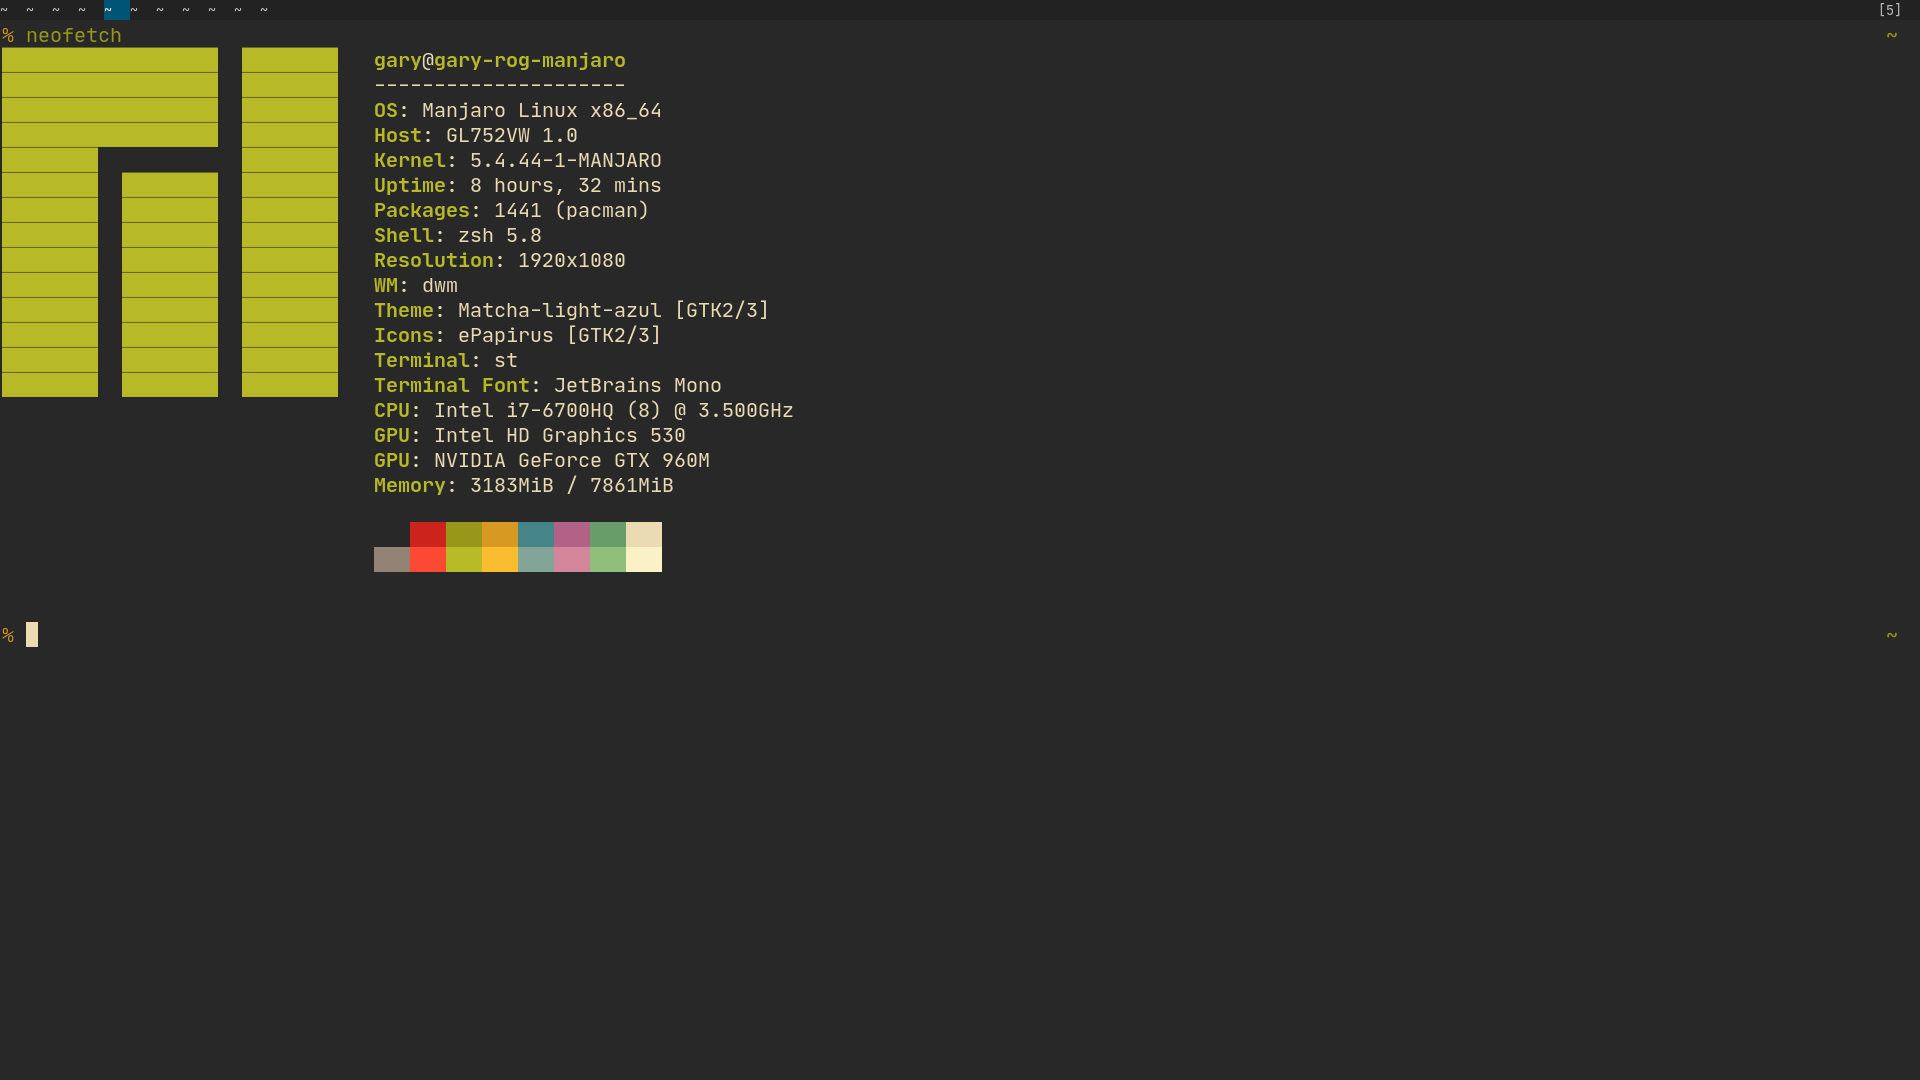 ~ ~ ~ ~ ~ ~ ~ ~ ~ ~ ~ [5]
% neofetch ~
gary@gary-rog-manjaro
---------------------
OS: Manjaro Linux x86_64
Host: GL752VW 1.0
Kernel: 5.4.44-1-MANJARO
Uptime: 8 hours, 32 mins
Packages: 1441 (pacman)
Shell: zsh 5.8
Resolution: 1920x1080
WM: dwm
Theme: Matcha-light-azul [GTK2/3]
Icons: ePapirus [GTK2/3]
Terminal: st
Terminal Font: JetBrains Mono
CPU: Intel i7-6700HQ (8) @ 3.500GHz
GPU: Intel HD Graphics 530
GPU: NVIDIA GeForce GTX 960M
Memory: 3183MiB / 7861MiB
% ~